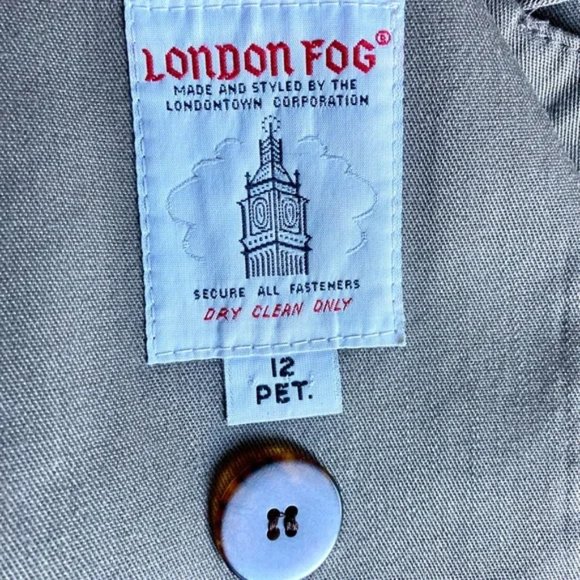 LONDON FOG®
MADE AND STYLED BY THE
LONDONTOWN CORPORATION
SECURE ALL FASTENERS
DRY CLEAN ONLY
12
PET.